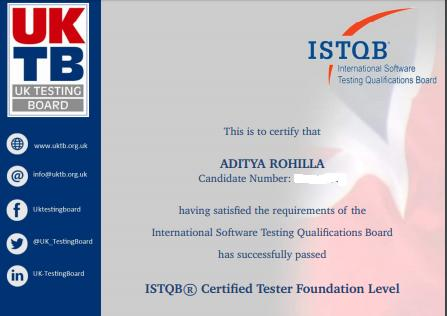 UK
TB
UK TESTING
BOARD
www.uktb.org.uk
info@uktb.org.uk
Uktestingboard
@UK_TestingBoard
UK-TestingBoard
ISTQB®
International Software
Testing Qualifications Board
This is to certify that
ADITYA ROHILLA
Candidate Number:
having satisfied the requirements of the
International Software Testing Qualifications Board
has successfully passed
ISTQB® Certified Tester Foundation Level